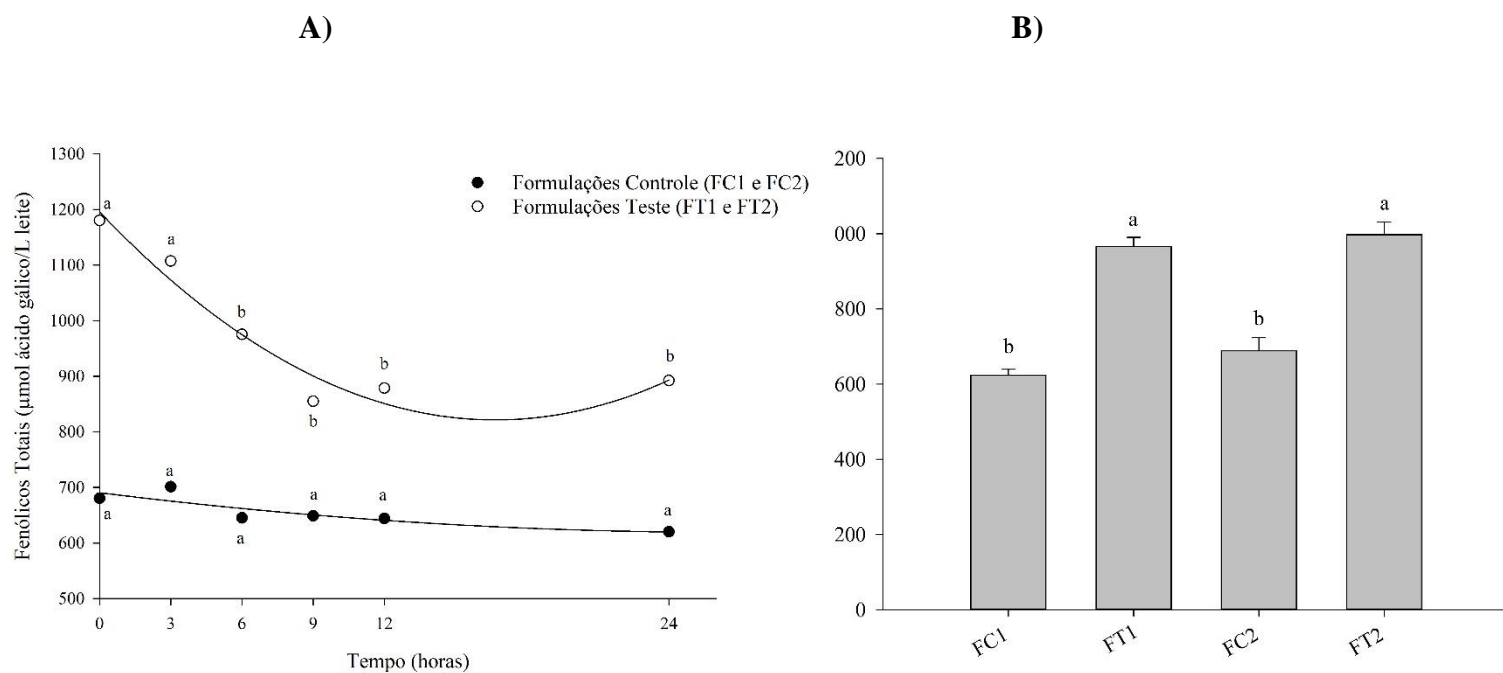 A)
B)
Fenólicos Totais (µmol ácido gálico/L leite)
1300
1200
1100
1000
900
800
700
600
500
0
3
6
9
12
24
Tempo (horas)
Formulações Controle (FC1 e FC2)
Formulações Teste (FT1 e FT2)
a
a
b
b
b
b
a
a
a
a
a
a
200
000
800
600
400
200
0
b
a
b
a
FC1
FT1
FC2
FT2